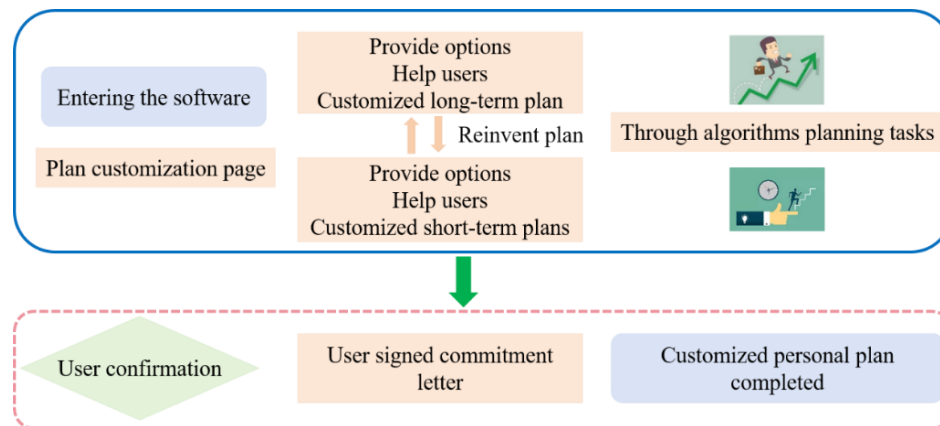 Entering the software
Plan customization page
Provide options
Help users
Customized long-term plan
Reinvent plan
Provide options
Help users
Customized short-term plans
Through algorithms planning tasks
User confirmation
User signed commitment
letter
Customized personal plan
completed